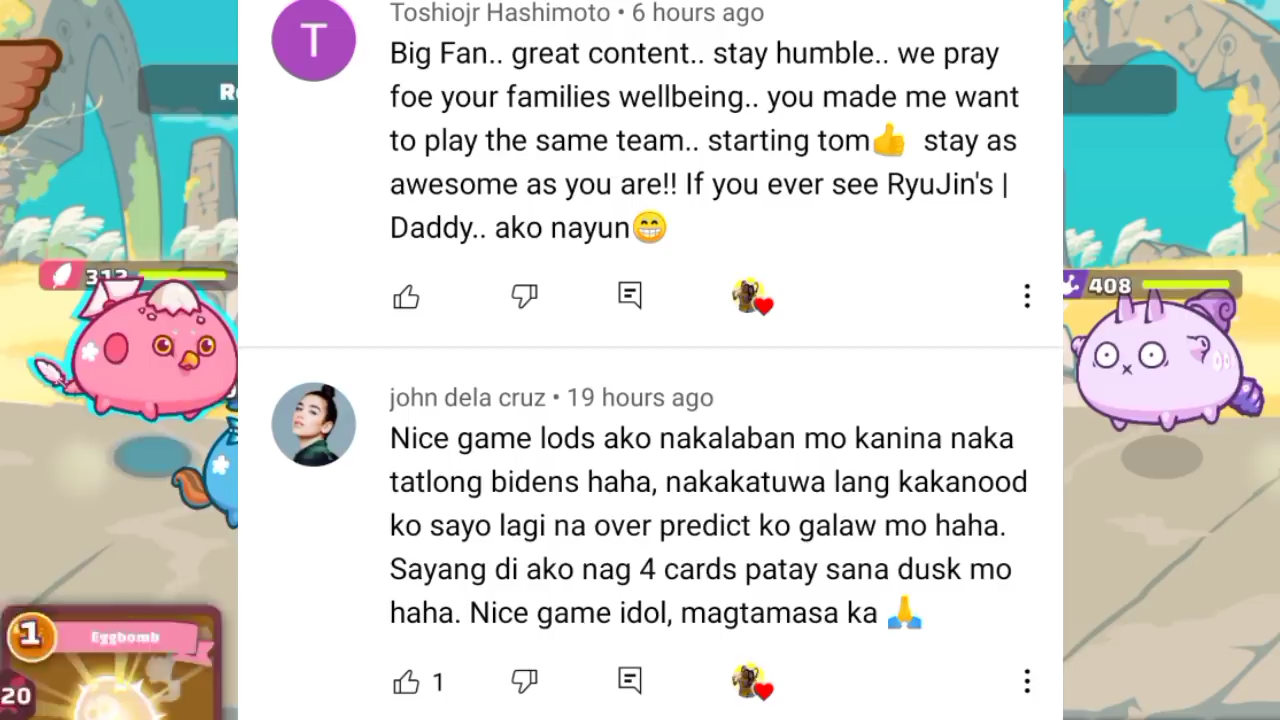 Toshiojr Hashimoto • 6 hours ago
T
Big Fan.. great content.. stay humble.. we pray
foe your families wellbeing.. you made me want
to play the same team.. starting tom👍 stay as
awesome as you are!! If you ever see RyuJin's |
Daddy.. ako nayun😁
312
408
john dela cruz • 19 hours ago
Nice game lods ako nakalaban mo kanina naka
tatlong bidens haha, nakakatuwa lang kakanood
ko sayo lagi na over predict ko galaw mo haha.
Sayang di ako nag 4 cards patay sana dusk mo
haha. Nice game idol, magtamasa ka 🙏
1
1
Eggbomb
20